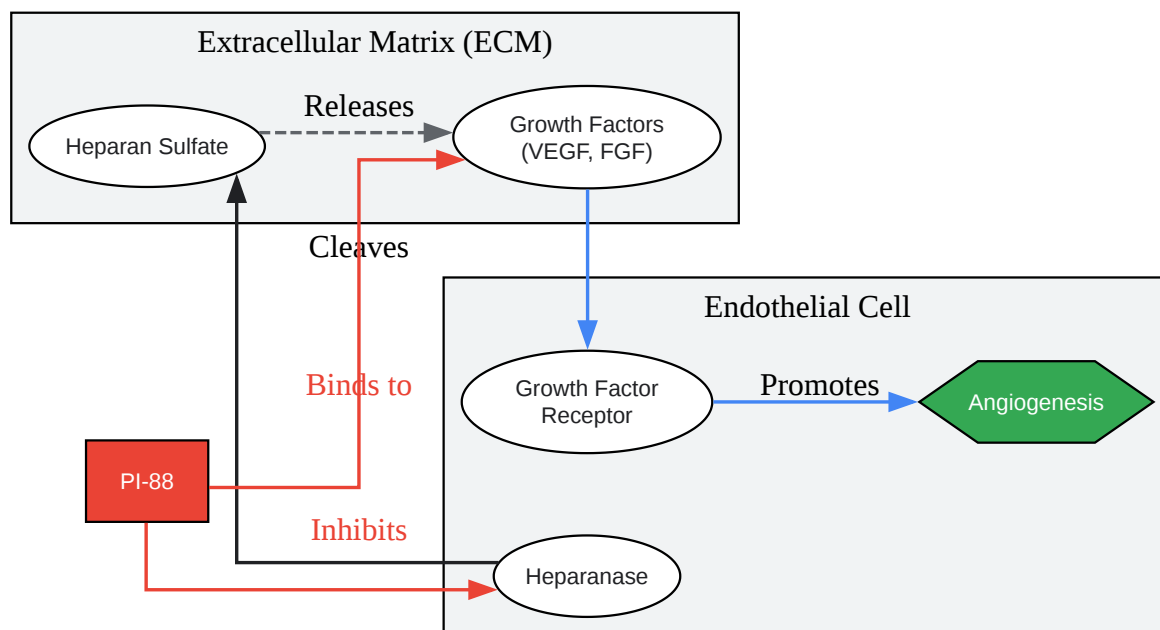 Extracellular Matrix (ECM)
Releases
Heparan Sulfate
Growth Factors
(VEGF, FGF)
Cleaves
Endothelial Cell
Binds to
Growth Factor
Receptor
Promotes
Angiogenesis
PI-88
Inhibits
Heparanase